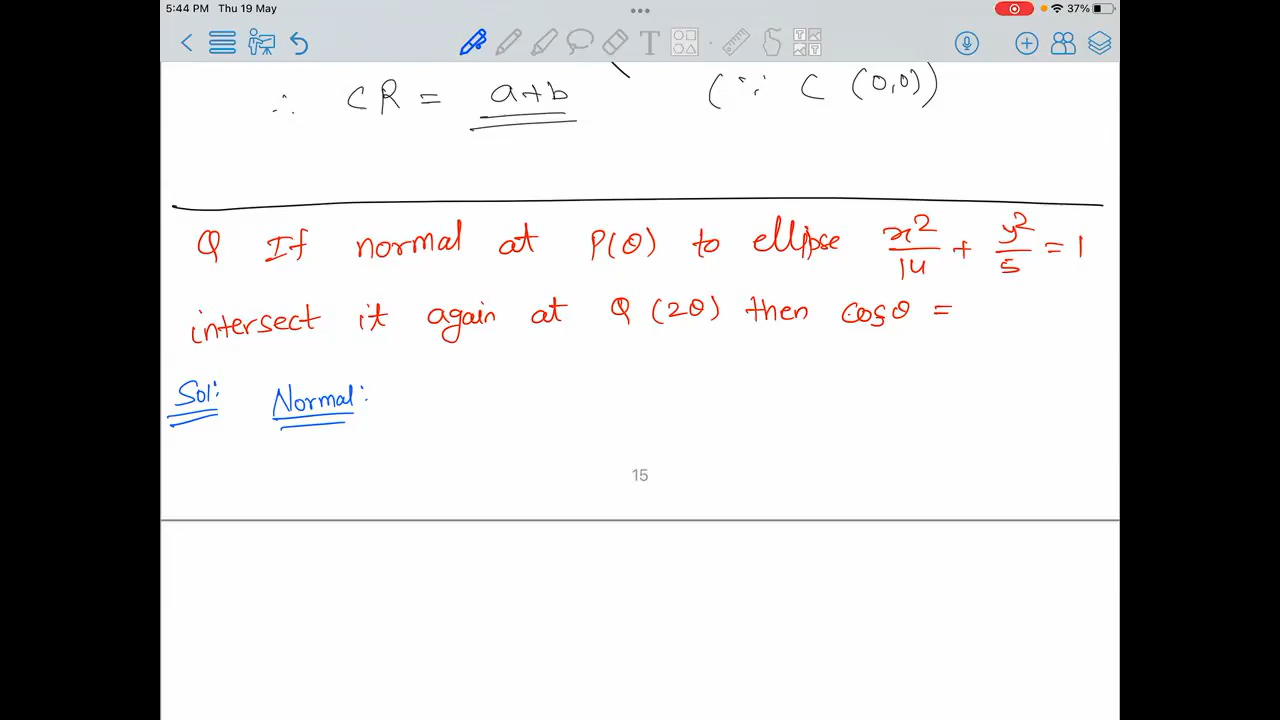 5:44 PM Thu 19 May
37%
∴ CR = a+b (∵ C (0,0))
Q If normal at P(θ) to ellipse x²/14 + y²/5 = 1
intersect it again at Q (2θ) then cosθ =
Sol: Normal:
15